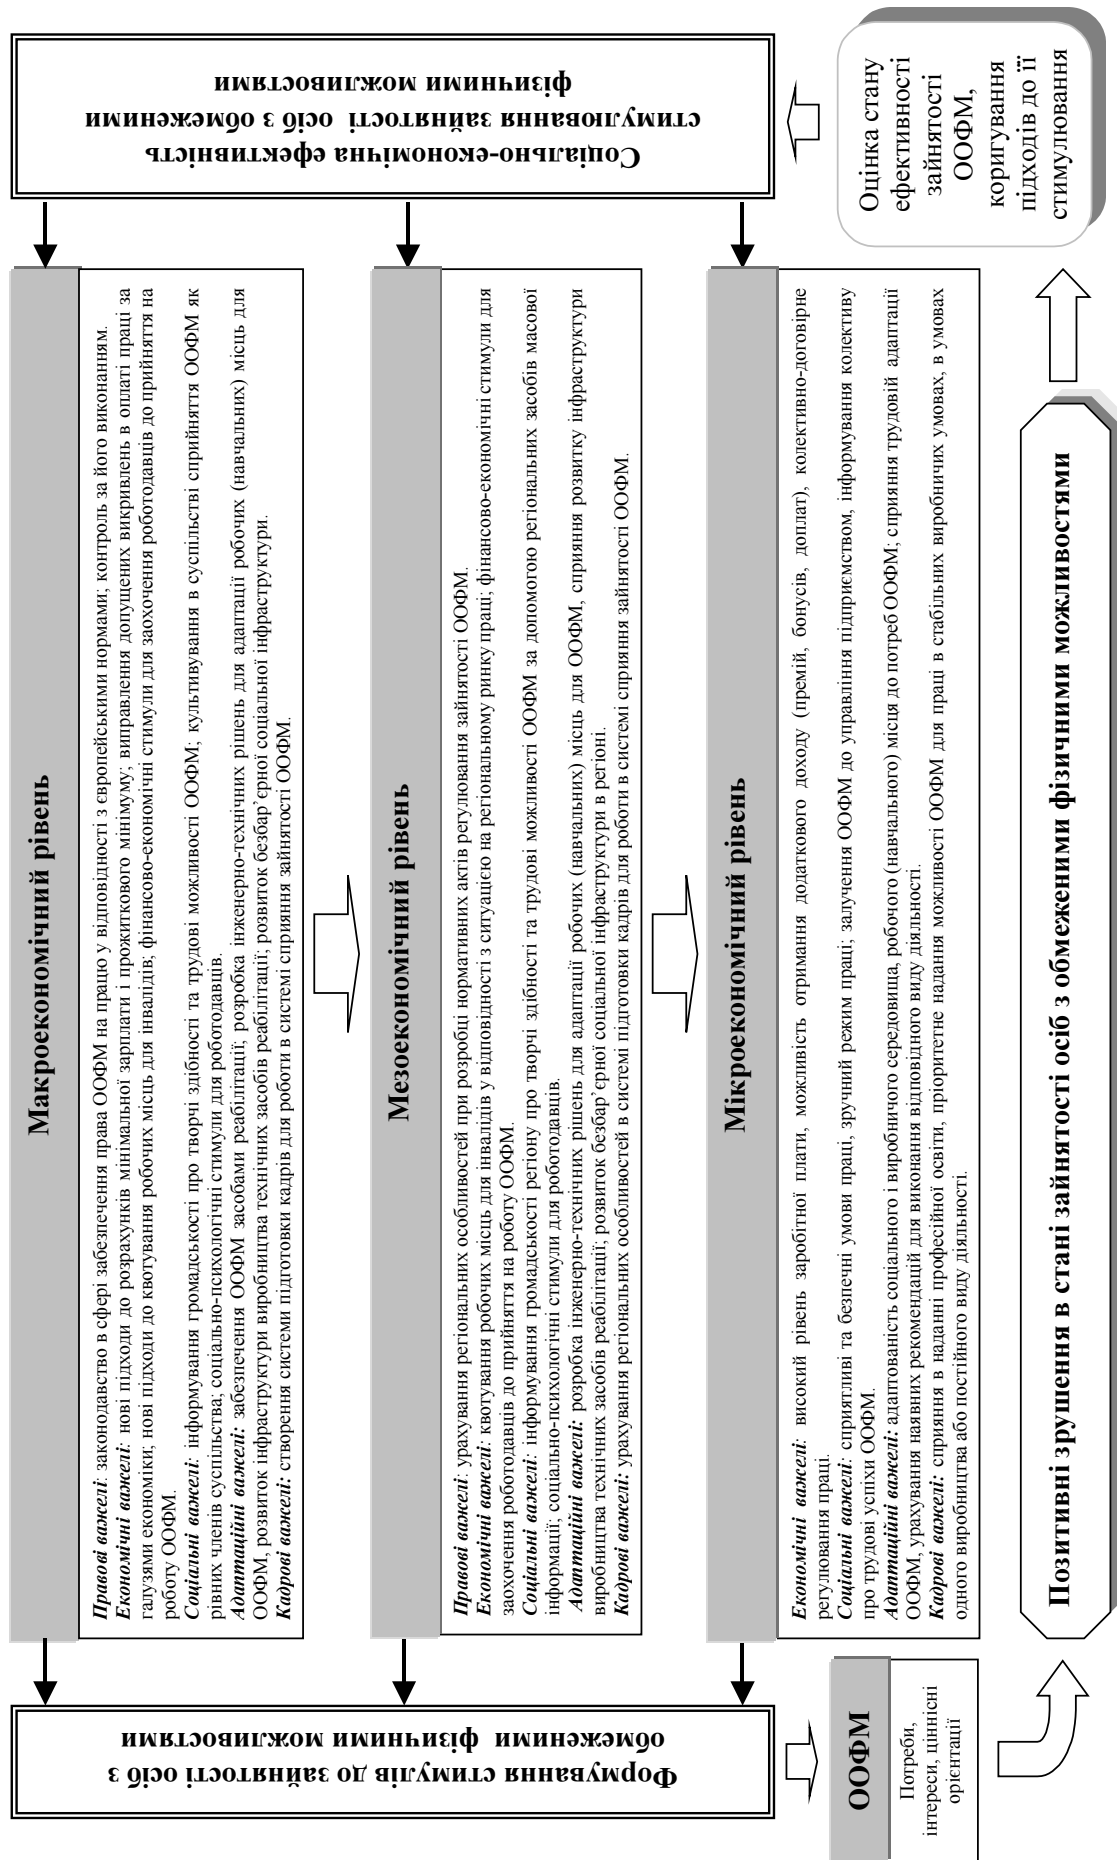 Формування стимулів до зайнятості осіб з
обмеженими фізичними можливостями
Макроекономічний рівень
Правові важелі: законодавство в сфері забезпечення права ООФМ на працю у відповідності з європейськими нормами; контроль за його виконанням.
Економічні важелі: нові підходи до розрахунків мінімальної зарплати і прожиткового мінімуму; виправлення допущених викривлень в оплаті праці за
галузями економіки; нові підходи до квотування робочих місць для інвалідів; фінансово-економічні стимули для заохочення роботодавців до прийняття на
роботу ООФМ.
Соціальні важелі: інформування громадськості про творчі здібності та трудові можливості ООФМ; культивування в суспільстві сприйняття ООФМ як
рівних членів суспільства; соціально-психологічні стимули для роботодавців.
Адаптаційні важелі: забезпечення ООФМ засобами реабілітації; розробка інженерно-технічних рішень для адаптації робочих (навчальних) місць для
ООФМ, розвиток інфраструктури виробництва технічних засобів реабілітації; розвиток безбар’єрної соціальної інфраструктури.
Кадрові важелі: створення системи підготовки кадрів для роботи в системі сприяння зайнятості ООФМ.
Мезоекономічний рівень
Правові важелі: урахування регіональних особливостей при розробці нормативних актів регулювання зайнятості ООФМ.
Економічні важелі: квотування робочих місць для інвалідів у відповідності з ситуацією на регіональному ринку праці; фінансово-економічні стимули для
заохочення роботодавців до прийняття на роботу ООФМ.
Соціальні важелі: інформування громадськості регіону про творчі здібності та трудові можливості ООФМ за допомогою регіональних засобів масової
інформації; соціально-психологічні стимули для роботодавців.
Адаптаційні важелі: розробка інженерно-технічних рішень для адаптації робочих (навчальних) місць для ООФМ, сприяння розвитку інфраструктури
виробництва технічних засобів реабілітації; розвиток безбар’єрної соціальної інфраструктури в регіоні.
Кадрові важелі: урахування регіональних особливостей в системі підготовки кадрів для роботи в системі сприяння зайнятості ООФМ.
Мікроекономічний рівень
Економічні важелі: високий рівень заробітної плати, можливість отримання додаткового доходу (премій, бонусів, доплат), колективно-договірне
регулювання праці.
Соціальні важелі: сприятливі та безпечні умови праці, зручний режим праці; залучення ООФМ до управління підприємством, інформування колективу
про трудові успіхи ООФМ.
Адаптаційні важелі: адаптованість соціального і виробничого середовища, робочого (навчального) місця до потреб ООФМ; сприяння трудовій адаптації
ООФМ, урахування наявних рекомендацій для виконання відповідного виду діяльності.
Кадрові важелі: сприяння в наданні професійної освіти, пріоритетне надання можливості ООФМ для праці в стабільних виробничих умовах, в умовах
одного виробництва або постійного виду діяльності.
Соціально-економічна ефективність
стимулювання зайнятості осіб з обмеженими
фізичними можливостями
ООФМ
Потреби,
інтереси, ціннісні
орієнтації
Позитивні зрушення в стані зайнятості осіб з обмеженими фізичними можливостями
Оцінка стану
ефективності
зайнятості
ООФМ,
коригування
підходів до її
стимулювання